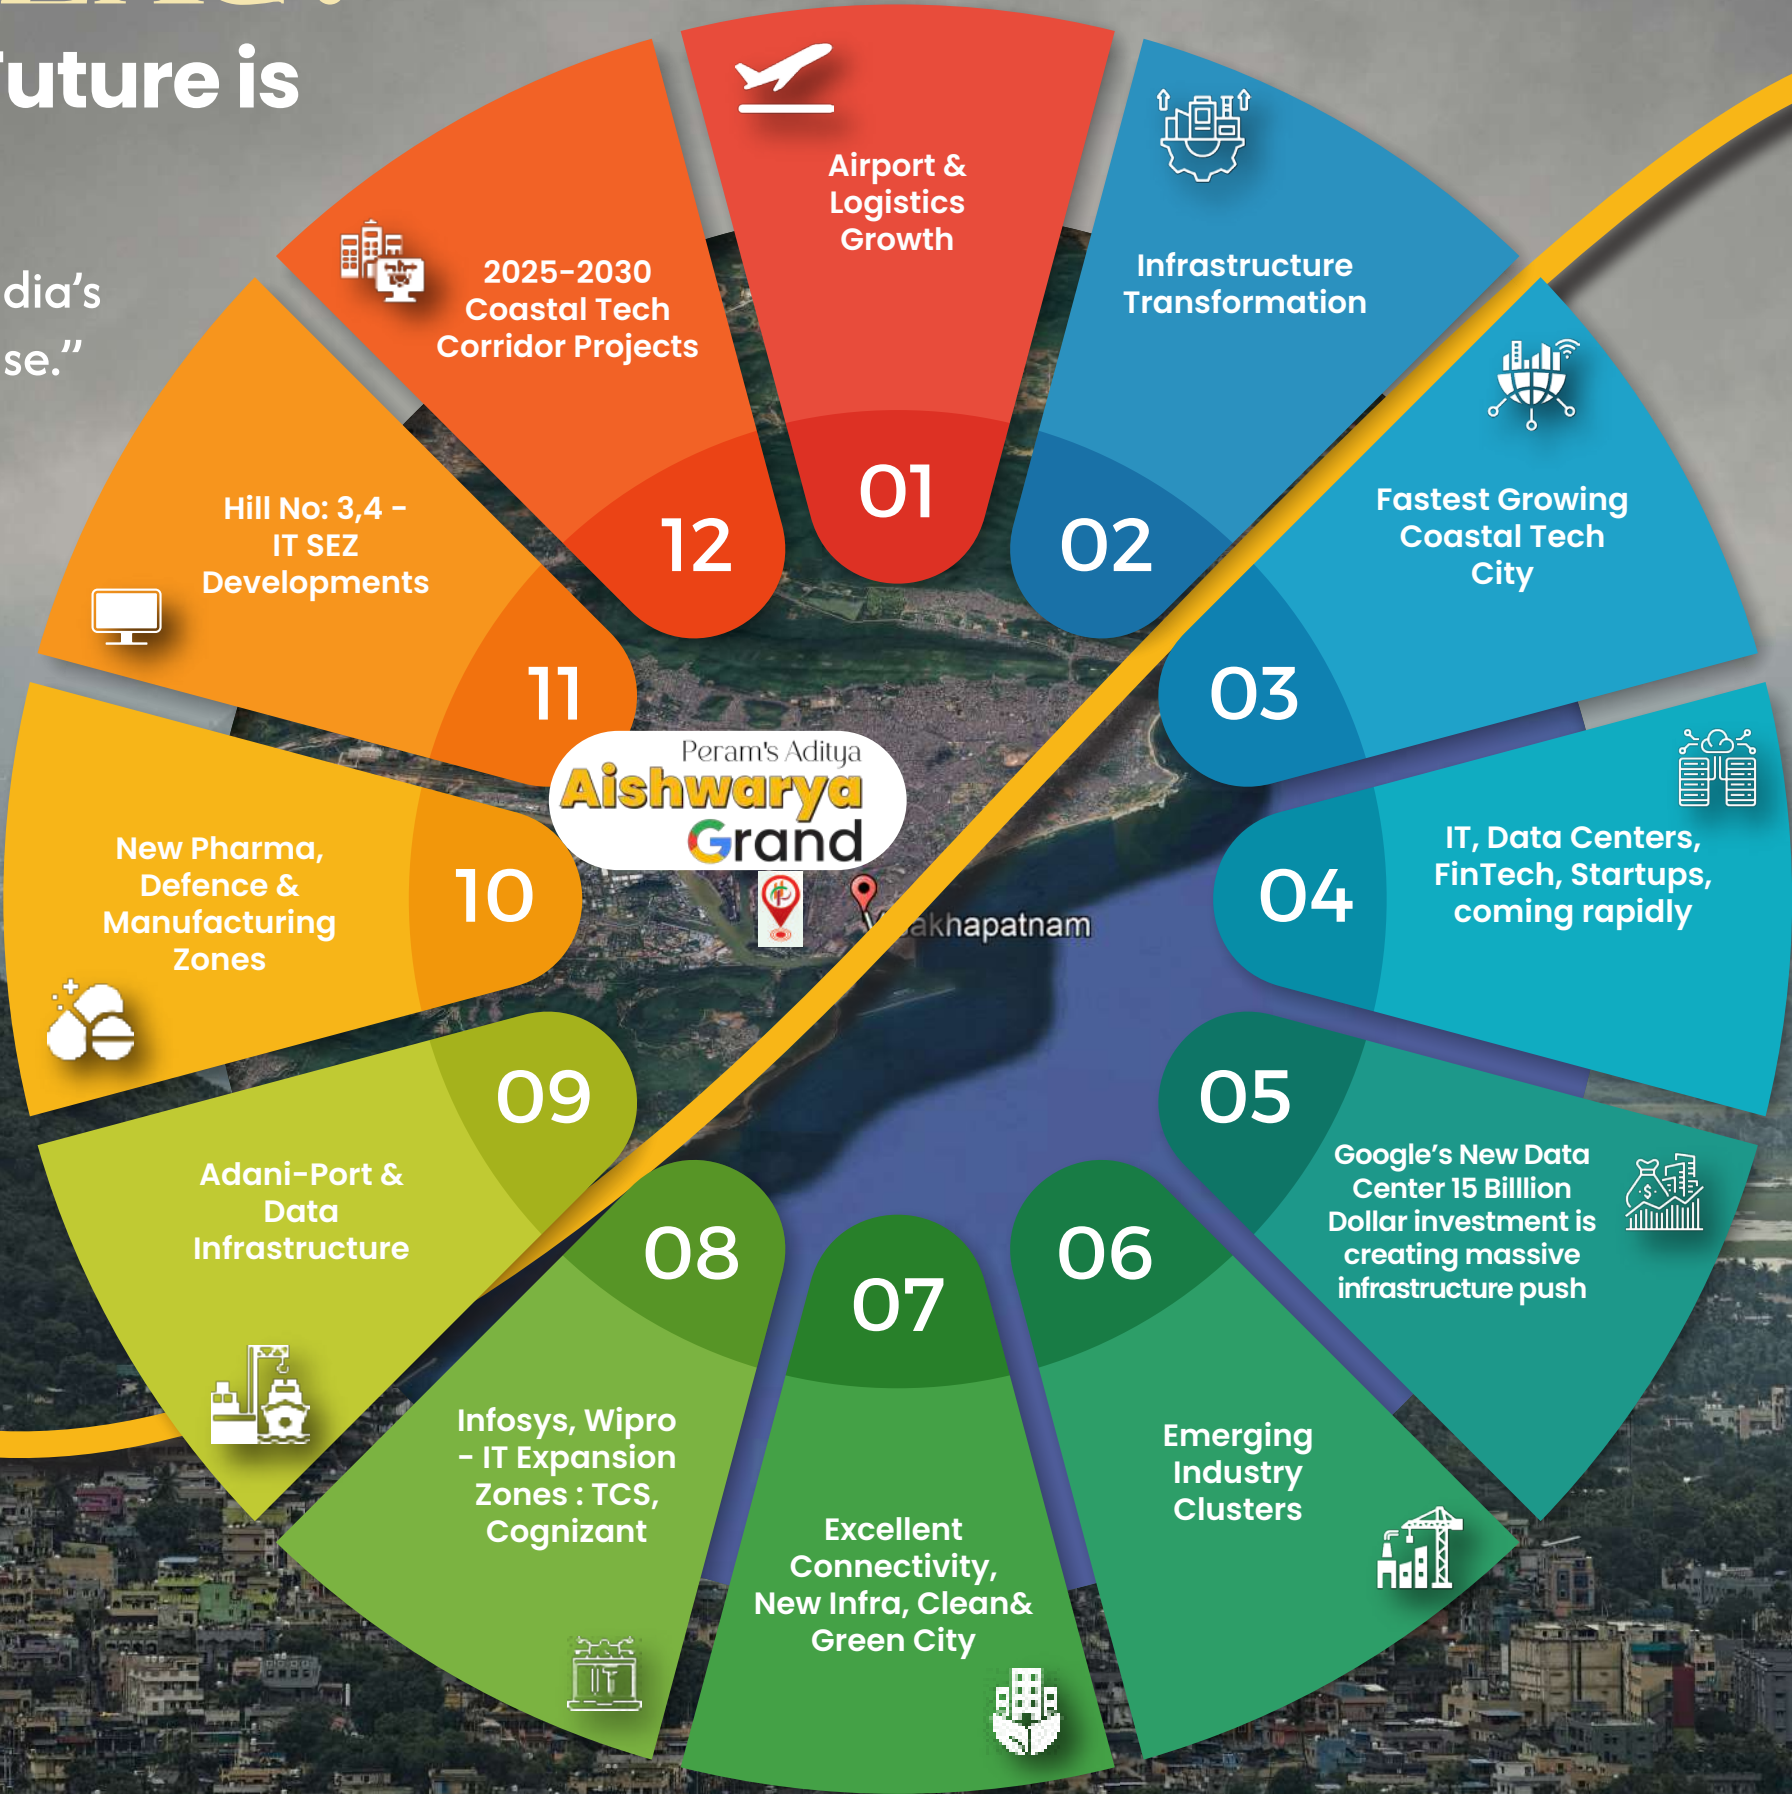 uture is
dia's
se."
Airport &
Logistics
Growth
01
Infrastructure
Transformation
02
Fastest Growing
Coastal Tech
City
03
IT, Data Centers,
FinTech, Startups,
coming rapidly
04
Google's New Data
Center 15 Billlion
Dollar investment is
creating massive
infrastructure push
05
Emerging
Industry
Clusters
06
Excellent
Connectivity,
New Infra, Clean&
Green City
07
Infosys, Wipro
- IT Expansion
Zones : TCS,
Cognizant
08
Adani-Port &
Data
Infrastructure
09
New Pharma,
Defence &
Manufacturing
Zones
10
Hill No: 3,4 -
IT SEZ
Developments
11
2025-2030
Coastal Tech
Corridor Projects
12
Peram's Aditya
Aishwarya
Grand
akhapatnam
IT